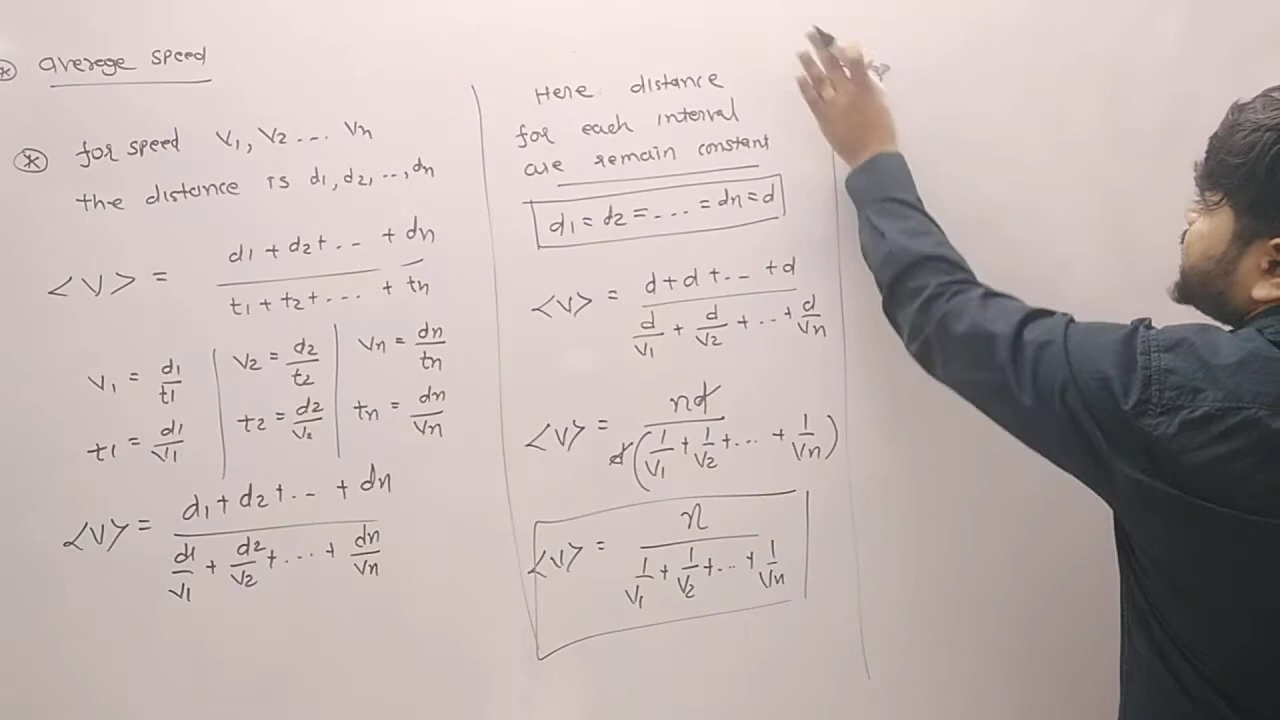 * averege speed
* for speed v1, v2 ... vn
the distance is d1, d2, ..., dn
<v> = (d1 + d2 + ... + dn) / (t1 + t2 + ... + tn)
v1 = d1/t1 | v2 = d2/t2 | vn = dn/tn
t1 = d1/v1 | t2 = d2/v2 | tn = dn/vn
<v> = (d1 + d2 + ... + dn) / (d1/v1 + d2/v2 + ... + dn/vn)
Here distance
for each interval
are remain constant
d1 = d2 = ... = dn = d
<v> = (d + d + ... + d) / (d/v1 + d/v2 + ... + d/vn)
<v> = nd / d(1/v1 + 1/v2 + ... + 1/vn)
<v> = n / (1/v1 + 1/v2 + ... + 1/vn)